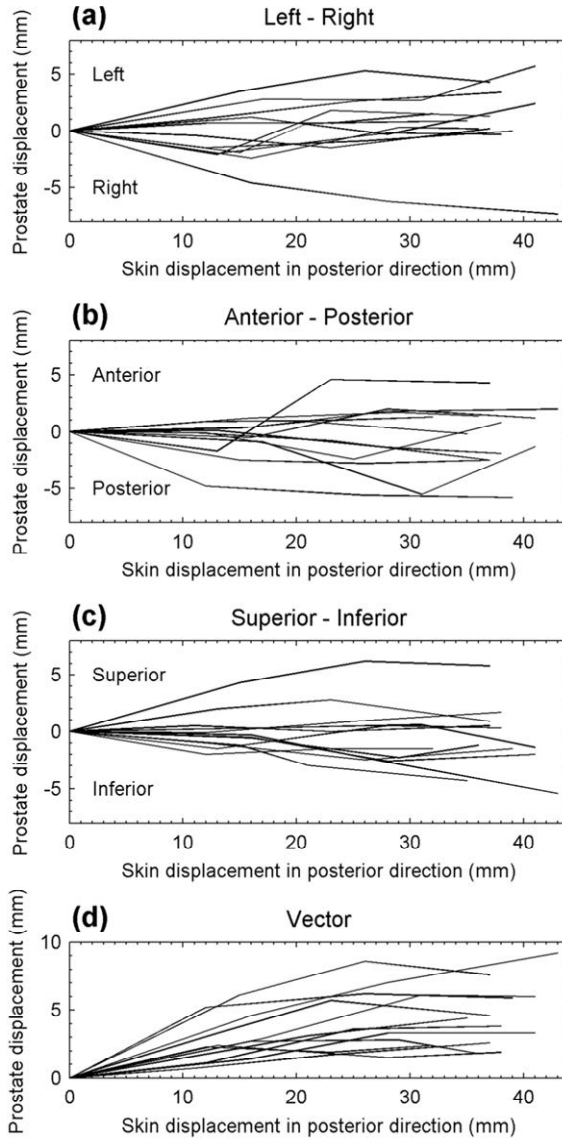 (a) Left - Right
Prostate displacement (mm)
5
0
-5
Left
Right
0 10 20 30 40
Skin displacement in posterior direction (mm)
(b) Anterior - Posterior
Prostate displacement (mm)
5
0
-5
Anterior
Posterior
0 10 20 30 40
Skin displacement in posterior direction (mm)
(c) Superior - Inferior
Prostate displacement (mm)
5
0
-5
Superior
Inferior
0 10 20 30 40
Skin displacement in posterior direction (mm)
(d) Vector
Prostate displacement (mm)
10
5
0
0 10 20 30 40
Skin displacement in posterior direction (mm)